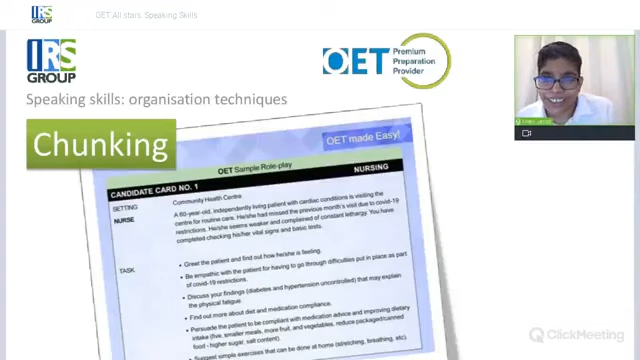 OET All stars. Speaking Skills
IRS
GROUP
IRS
GROUP
OET Premium
Preparation
Provider
Speaking skills: organisation techniques
Chunking
OET made Easy!
OET Sample Role-play
CANDIDATE CARD NO. 1 NURSING
SETTING Community Health Centre
NURSE A 60-year-old, independently living patient with cardiac conditions is visiting the
centre for routine care. He/she had missed the previous month's visit due to covid-19
restrictions. He/she seems weaker and complained of constant lethargy. You have
completed checking his/her vital signs and basic tests.
TASK • Greet the patient and find out how he/she is feeling.
• Be empathic with the patient for having to go through difficulties put in place as part
of covid-19 restrictions.
• Discuss your findings (diabetes and hypertension uncontrolled) that may explain
the physical fatigue.
• Find out more about diet and medication compliance.
• Persuade the patient to be compliant with medication advice and improving dietary
intake (five, smaller meals, more fruit, and vegetables, reduce packaged/canned
food - higher sugar, salt content).
• Suggest simple exercises that can be done at home (stretching, breathing, etc).
ClickMeeting